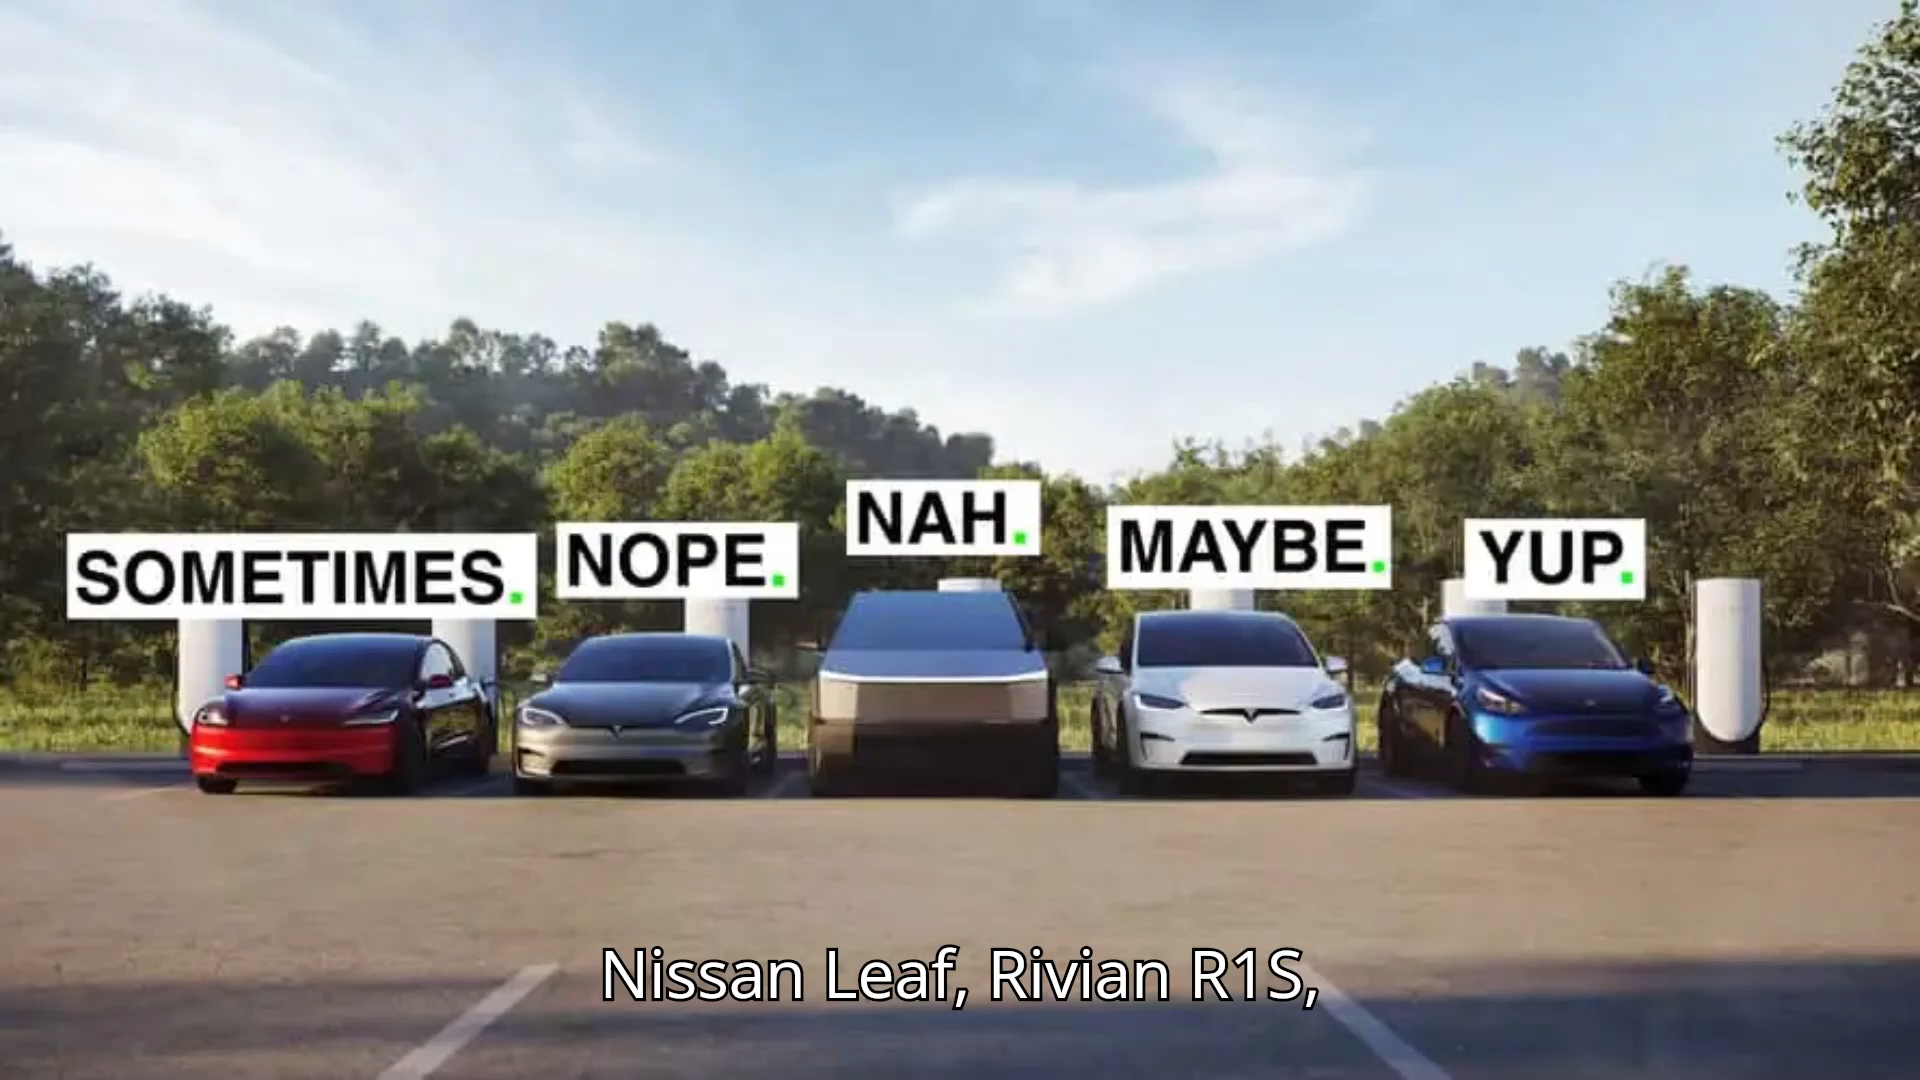 SOMETIMES.
NOPE.
NAH.
MAYBE.
YUP.
Nissan Leaf, Rivian R1S,